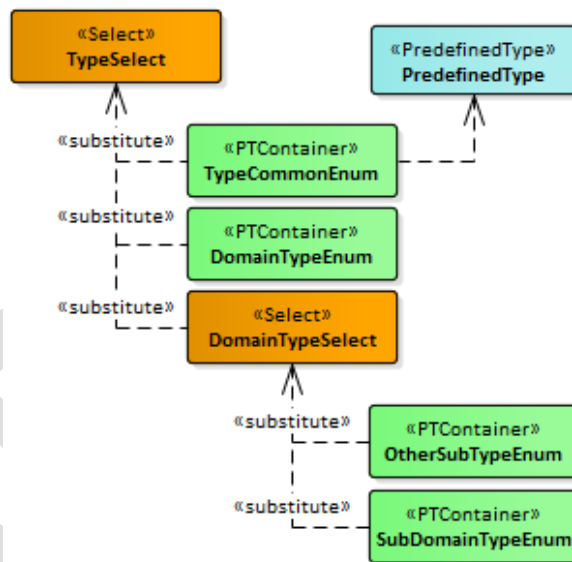 «Select»
TypeSelect
«PredefinedType»
PredefinedType
«substitute»
«PTContainer»
TypeCommonEnum
«substitute»
«PTContainer»
DomainTypeEnum
«substitute»
«Select»
DomainTypeSelect
«substitute»
«PTContainer»
OtherSubTypeEnum
«substitute»
«PTContainer»
SubDomainTypeEnum